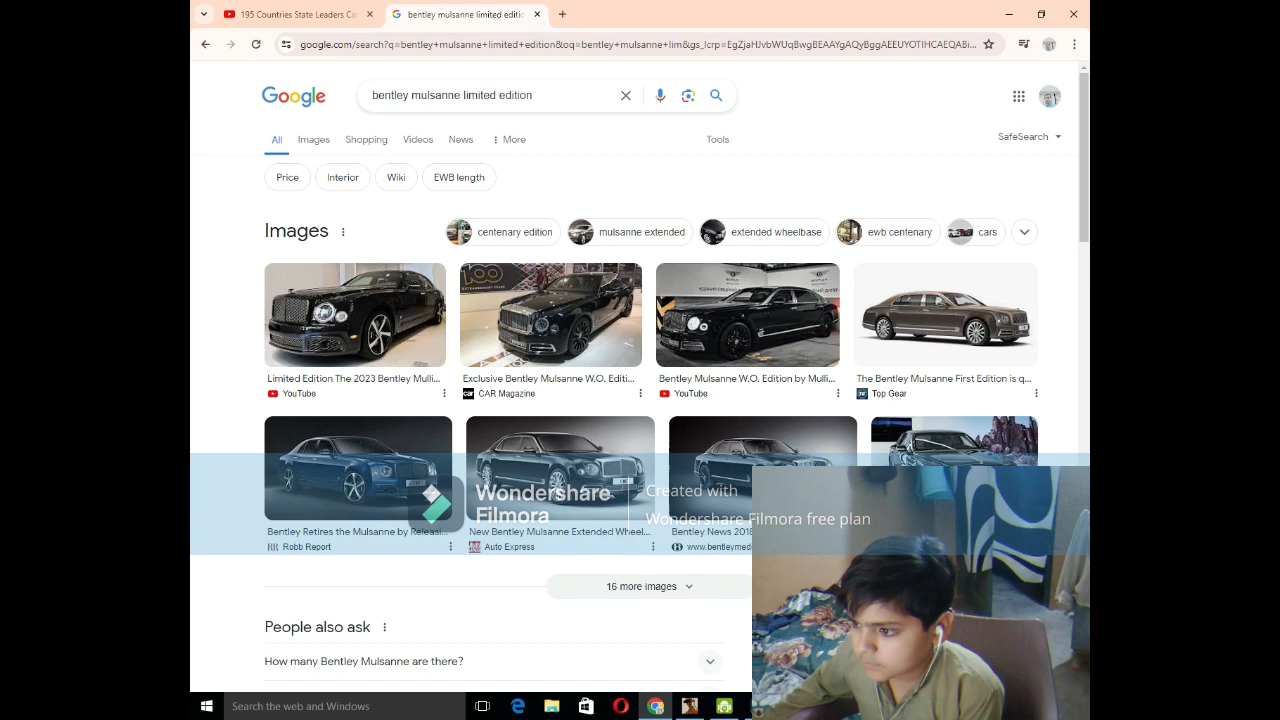 195 Countries State Leaders Ca
bentley mulsanne limited editio
google.com/search?q=bentley+mulsanne+limited+edition&oq=bentley+mulsanne+lim&gs_lcrp=EgZjaHJvbWUqBwgBEAAYgAQyBggAEEUYOTIHCAEQABi...
Google
bentley mulsanne limited edition
All Images Shopping Videos News More Tools
SafeSearch
Price Interior Wiki EWB length
Images
centenary edition mulsanne extended extended wheelbase ewb centenary cars
100
Limited Edition The 2023 Bentley Mulli...
YouTube
Exclusive Bentley Mulsanne W.O. Editi...
CAR Magazine
Bentley Mulsanne W.O. Edition by Mulli...
YouTube
The Bentley Mulsanne First Edition is q...
Top Gear
Bentley Retires the Mulsanne by Releasi...
Robb Report
New Bentley Mulsanne Extended Wheel...
Auto Express
Bentley News 2018
www.bentleymed
Wondershare
Filmora
Created with
Wondershare Filmora free plan
16 more images
People also ask
How many Bentley Mulsanne are there?
Search the web and Windows